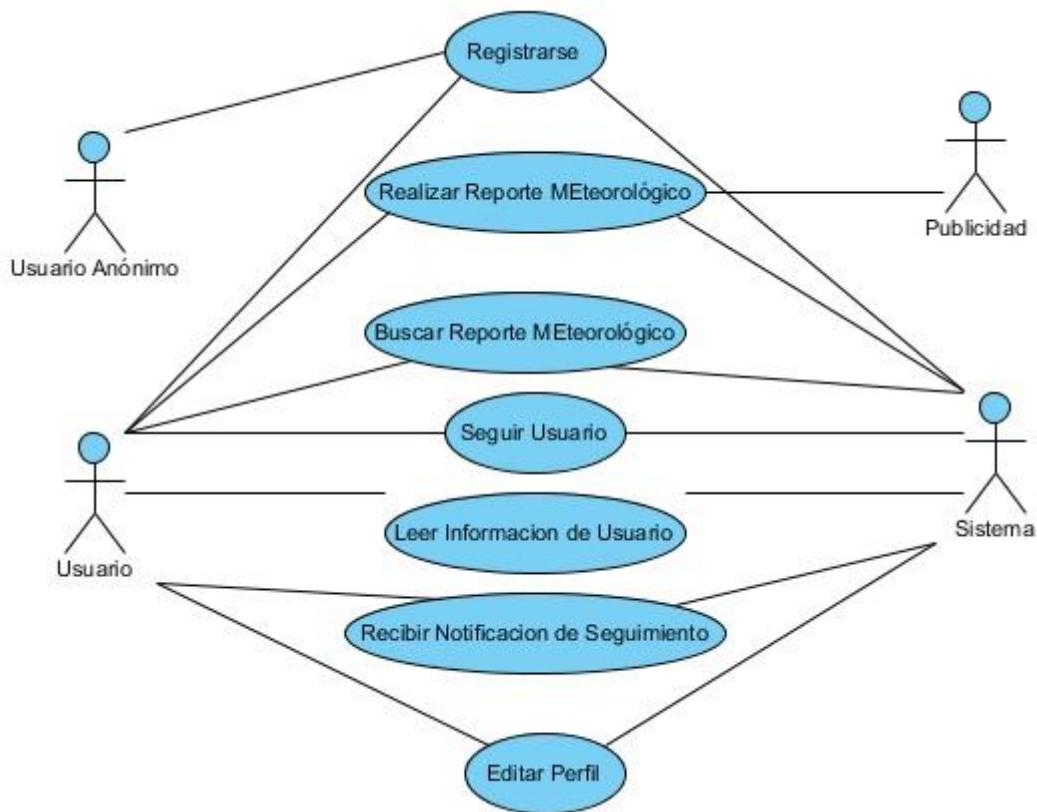 Registrarse
Realizar Reporte MEteorológico
Publicidad
Usuario Anónimo
Buscar Reporte MEteorológico
Seguir Usuario
Leer Informacion de Usuario
Sistema
Usuario
Recibir Notificacion de Seguimiento
Editar Perfil